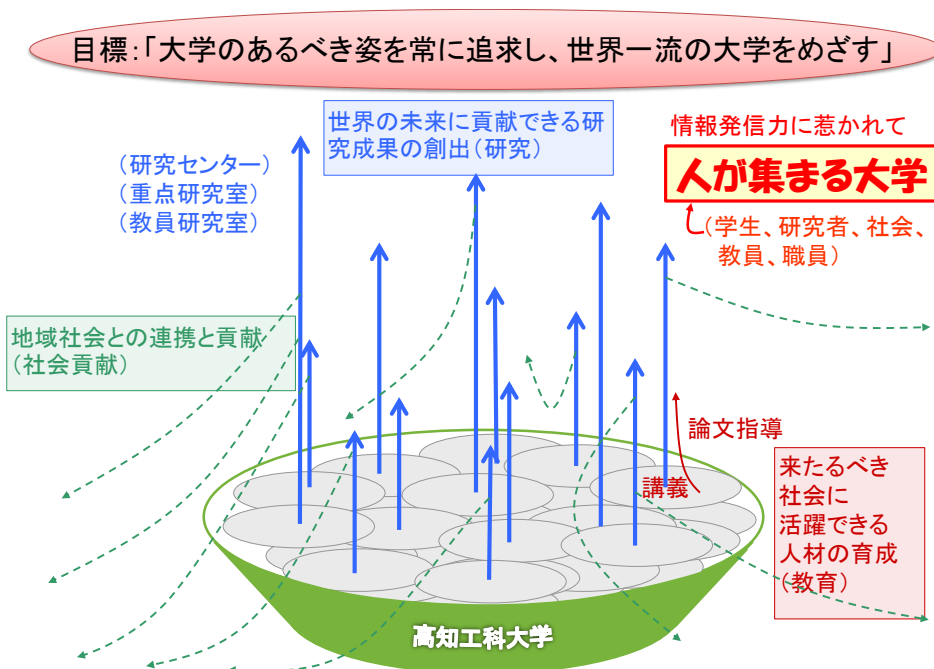 目標:「大学のあるべき姿を常に追求し、世界一流の大学をめざす」
世界の未来に貢献できる研
究成果の創出(研究)
(研究センター)
(重点研究室)
(教員研究室)
情報発信力に惹かれて
人が集まる大学
(学生、研究者、社会、
教員、職員)
地域社会との連携と貢献
(社会貢献)
論文指導
講義
来たるべき
社会に
活躍できる
人材の育成
(教育)
高知工科大学